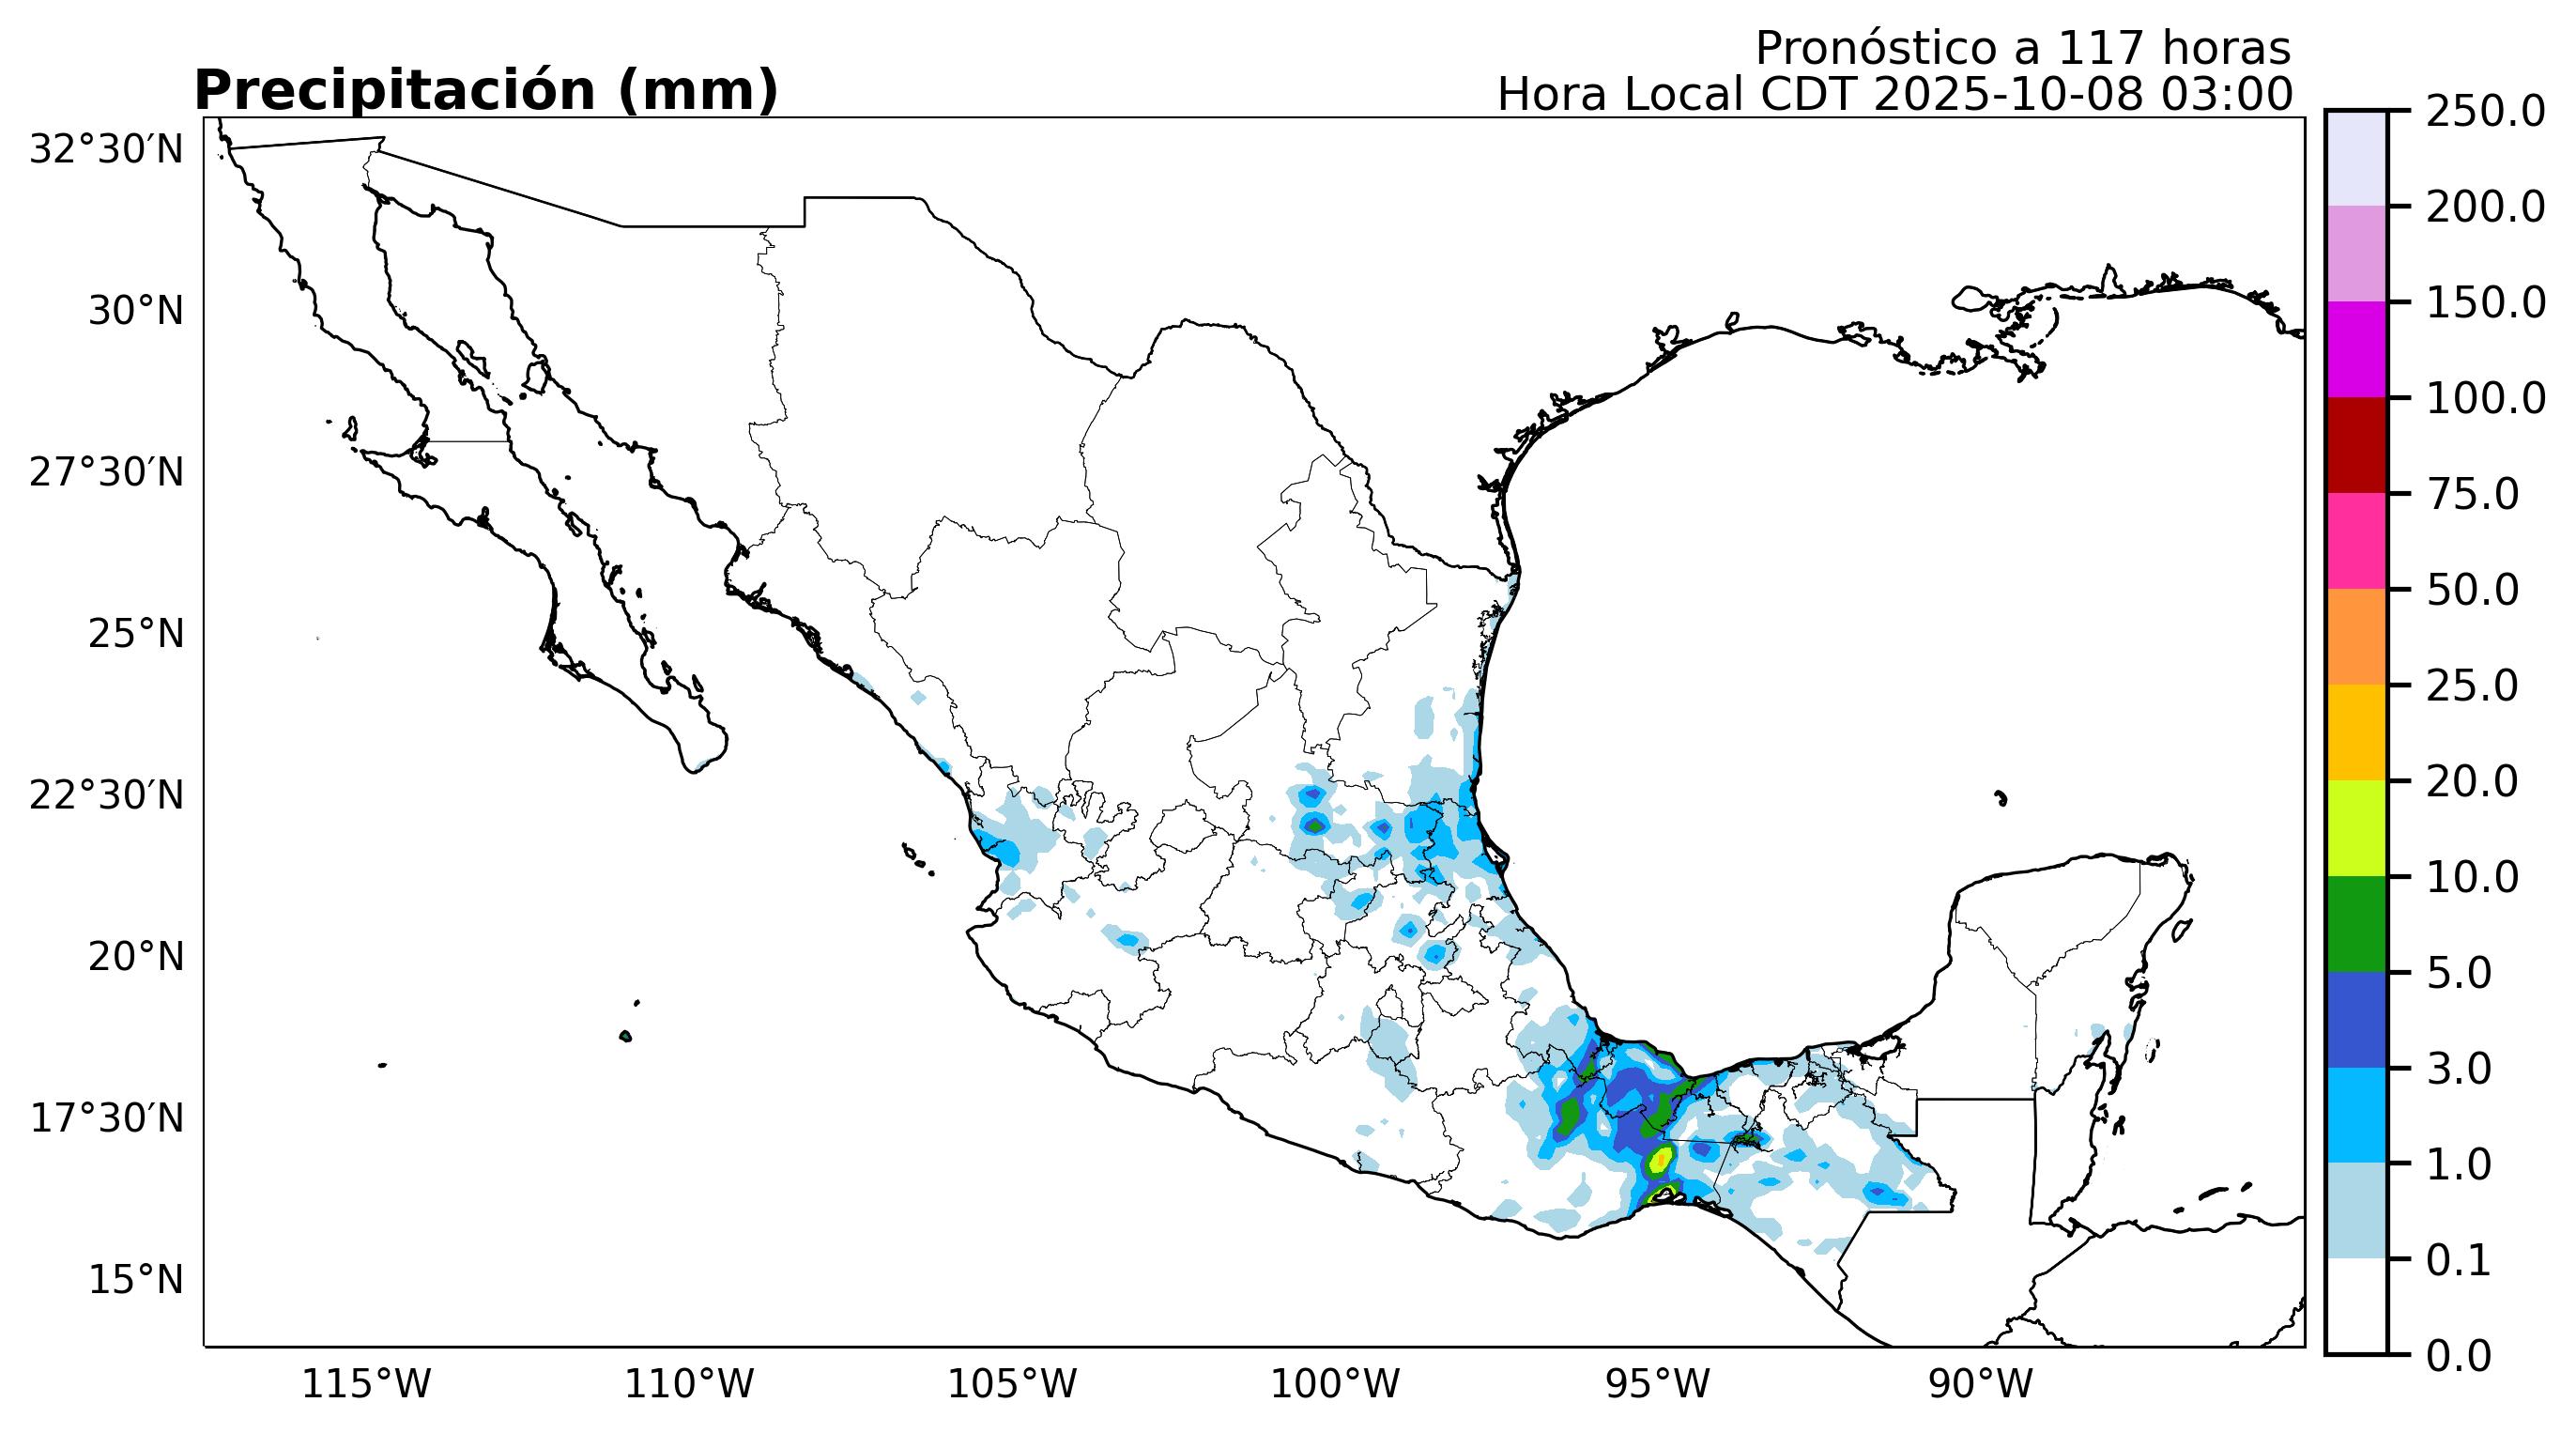 Pronóstico a 117 horas
Precipitación (mm)
Hora Local CDT 2025-10-08 03:00
32°30′N
30°N
27°30′N
25°N
22°30′N
20°N
17°30′N
15°N
115°W
110°W
105°W
100°W
95°W
90°W
250.0
200.0
150.0
100.0
75.0
50.0
25.0
20.0
10.0
5.0
3.0
1.0
0.1
0.0